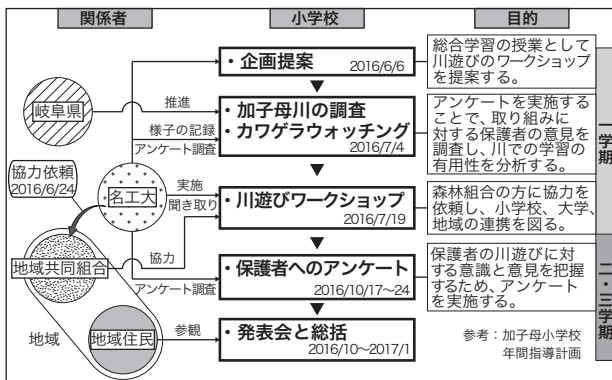 関係者
小学校
目的
・企画提案
2016/6/6
総合学習の授業として
川遊びのワークショップ
を提案する。
岐阜県
推進
様子の記録
アンケート調査
・加子母川の調査
・カワゲラウォッチング
2016/7/4
アンケートを実施すること
で、取り組みに
対する保護者の意見を
調査し、川での学習の
有用性を分析する。
一学期
協力依頼
2016/6/24
名工大
実施
聞き取り
・川遊びワークショップ
2016/7/19
森林組合の方に協力を
依頼し、小学校、大学、
地域の連携を図る。
地域共同組合
協力
アンケート調査
・保護者へのアンケート
2016/10/17〜24
保護者の川遊びに対
する意識と意見を把握
するため、アンケート
を実施する。
二・三学期
地域
地域住民
参観
・発表会と総括
2016/10〜2017/1
参考：加子母小学校
年間指導計画